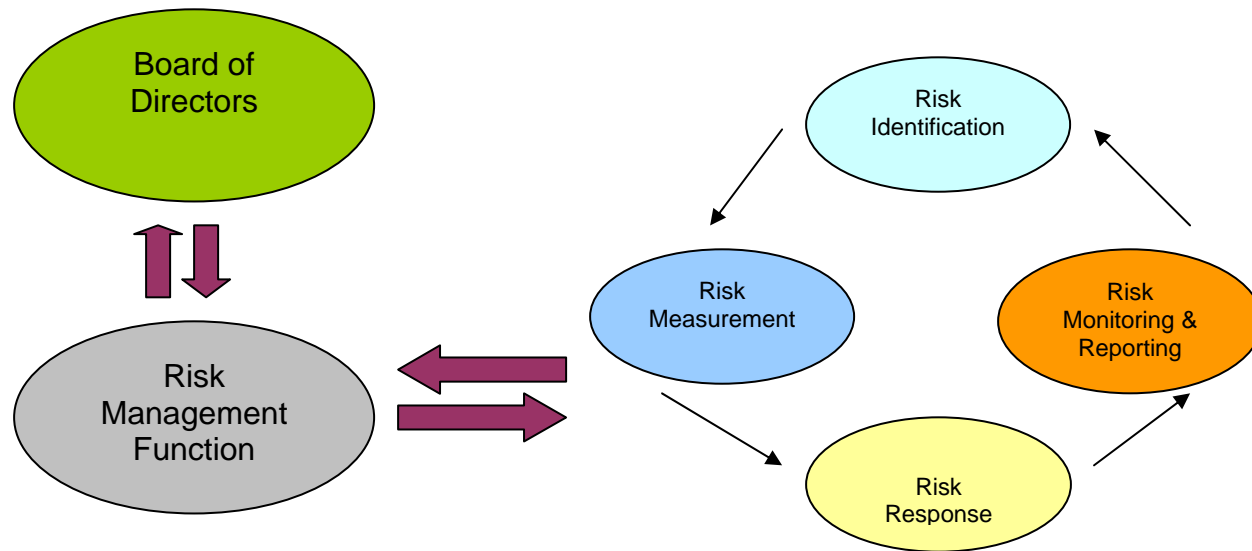 Board of
Directors
Risk
Management
Function
Risk
Identification
Risk
Measurement
Risk
Response
Risk
Monitoring &
Reporting